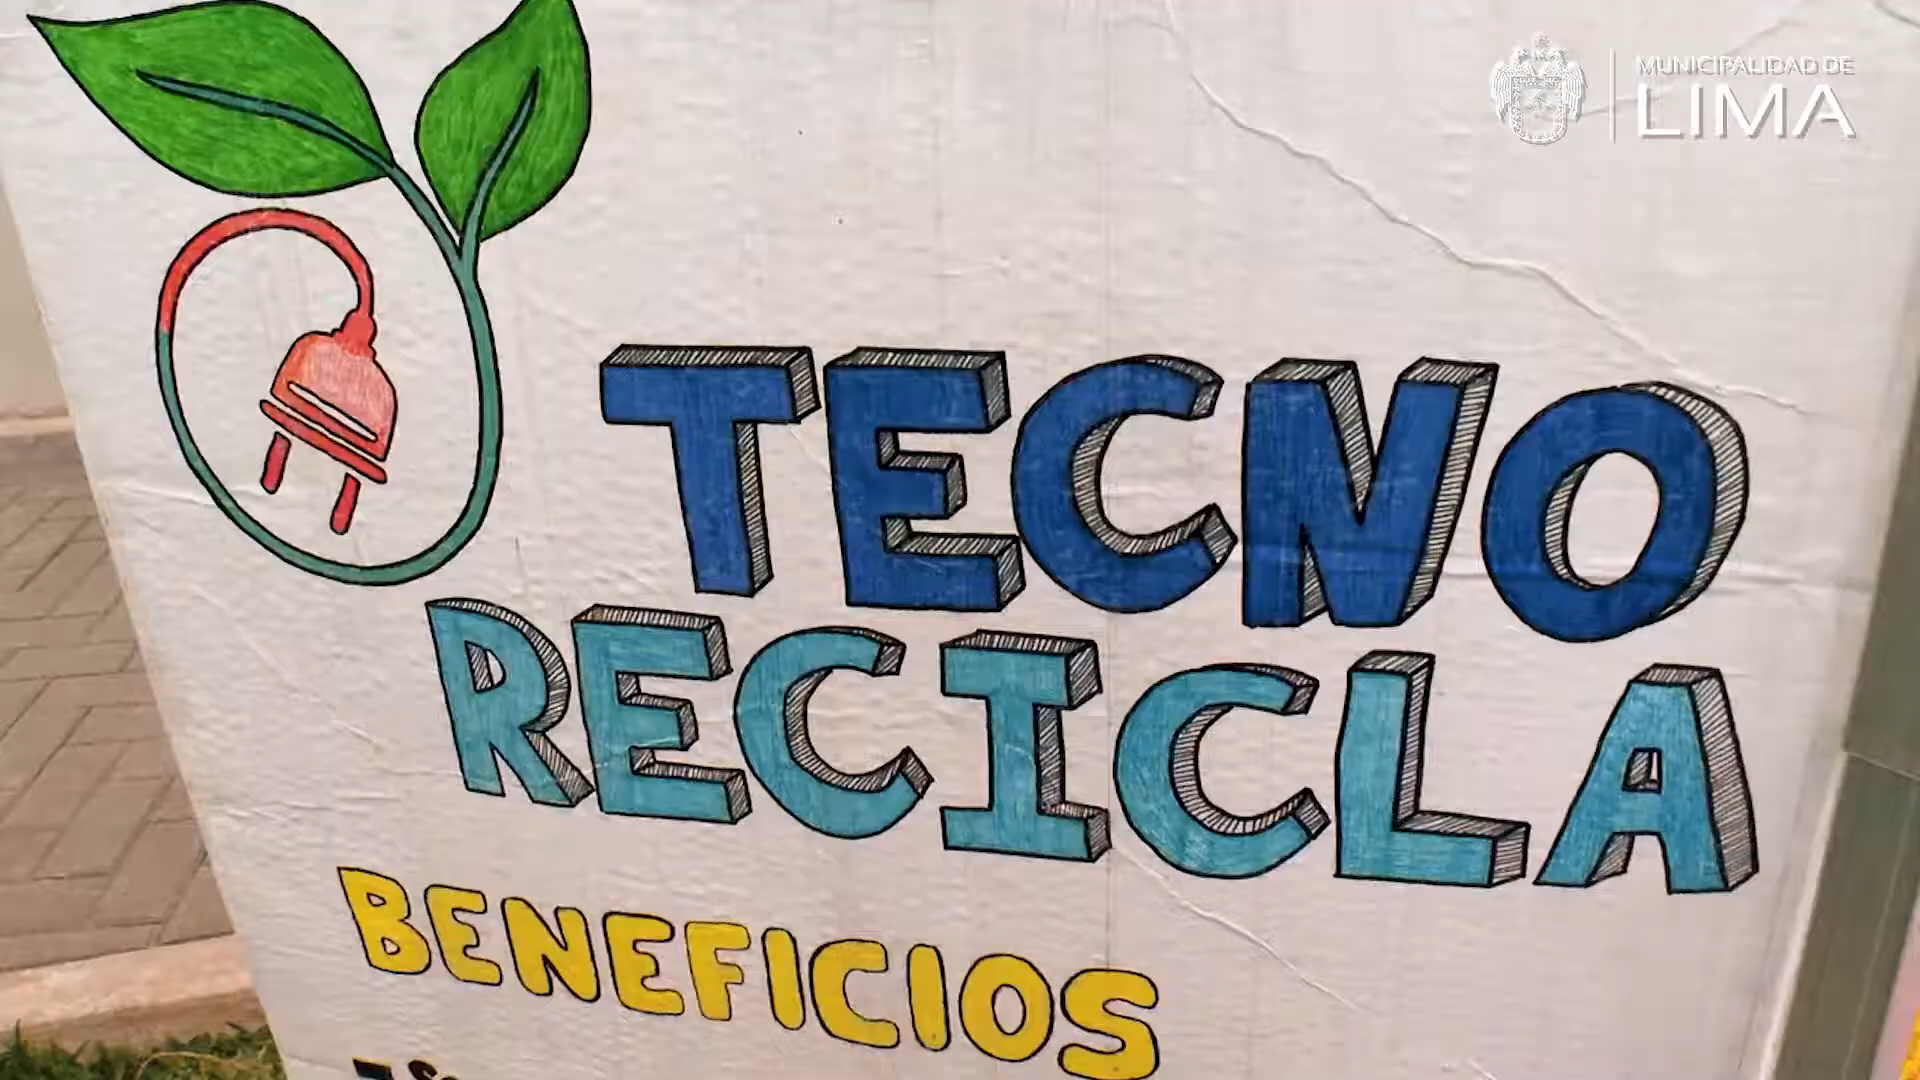 MUNICIPALIDAD DE
LIMA
TECNO
RECICLA
BENEFICIOS